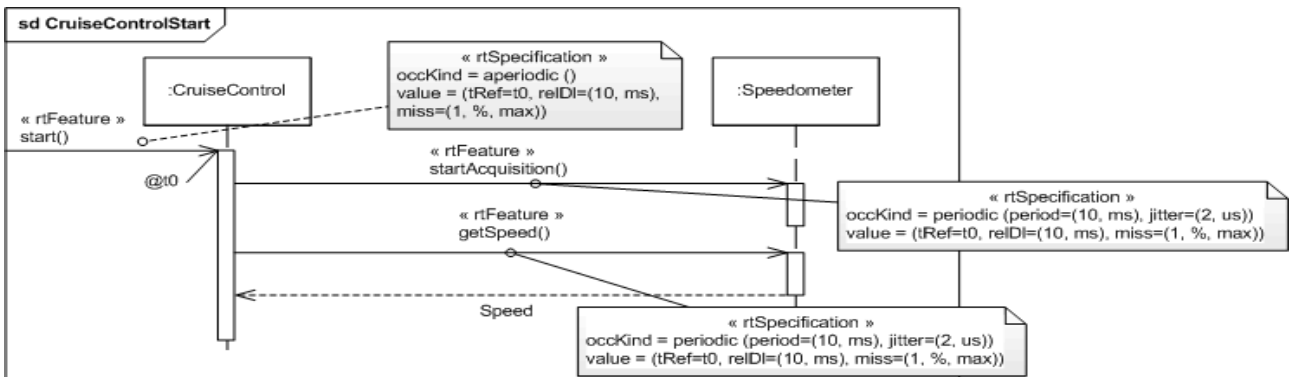 sd CruiseControlStart
« rtSpecification »
occKind = aperiodic ()
value = (tRef=t0, relDl=(10, ms),
miss=(1, %, max))
:CruiseControl
:Speedometer
« rtFeature »
start()
@t0
« rtFeature »
startAcquisition()
« rtSpecification »
occKind = periodic (period=(10, ms), jitter=(2, us))
value = (tRef=t0, relDl=(10, ms), miss=(1, %, max))
« rtFeature »
getSpeed()
Speed
« rtSpecification »
occKind = periodic (period=(10, ms), jitter=(2, us))
value = (tRef=t0, relDl=(10, ms), miss=(1, %, max))